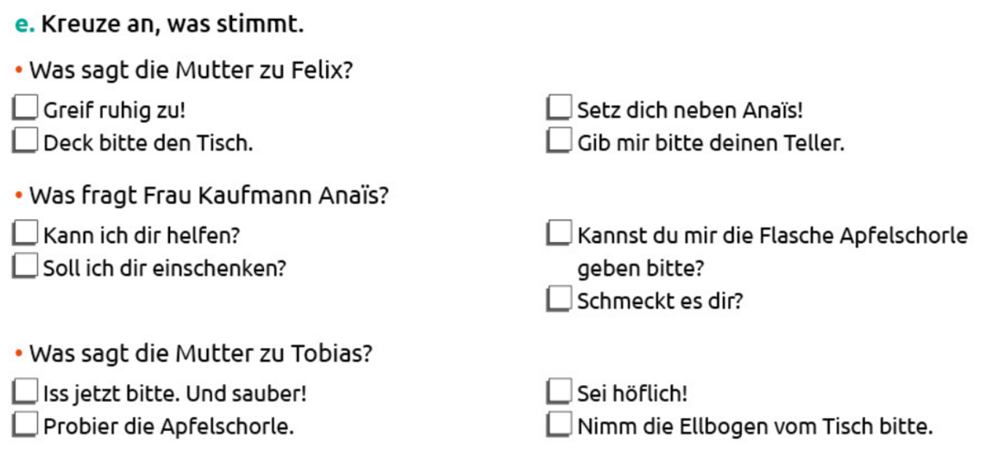 e. Kreuze an, was stimmt.
• Was sagt die Mutter zu Felix?
Greif ruhig zu!
Deck bitte den Tisch.
Setz dich neben Anaïs!
Gib mir bitte deinen Teller.
• Was fragt Frau Kaufmann Anaïs?
Kann ich dir helfen?
Soll ich dir einschenken?
Kannst du mir die Flasche Apfelschorle
geben bitte?
Schmeckt es dir?
• Was sagt die Mutter zu Tobias?
Iss jetzt bitte. Und sauber!
Probier die Apfelschorle.
Sei höflich!
Nimm die Ellbogen vom Tisch bitte.